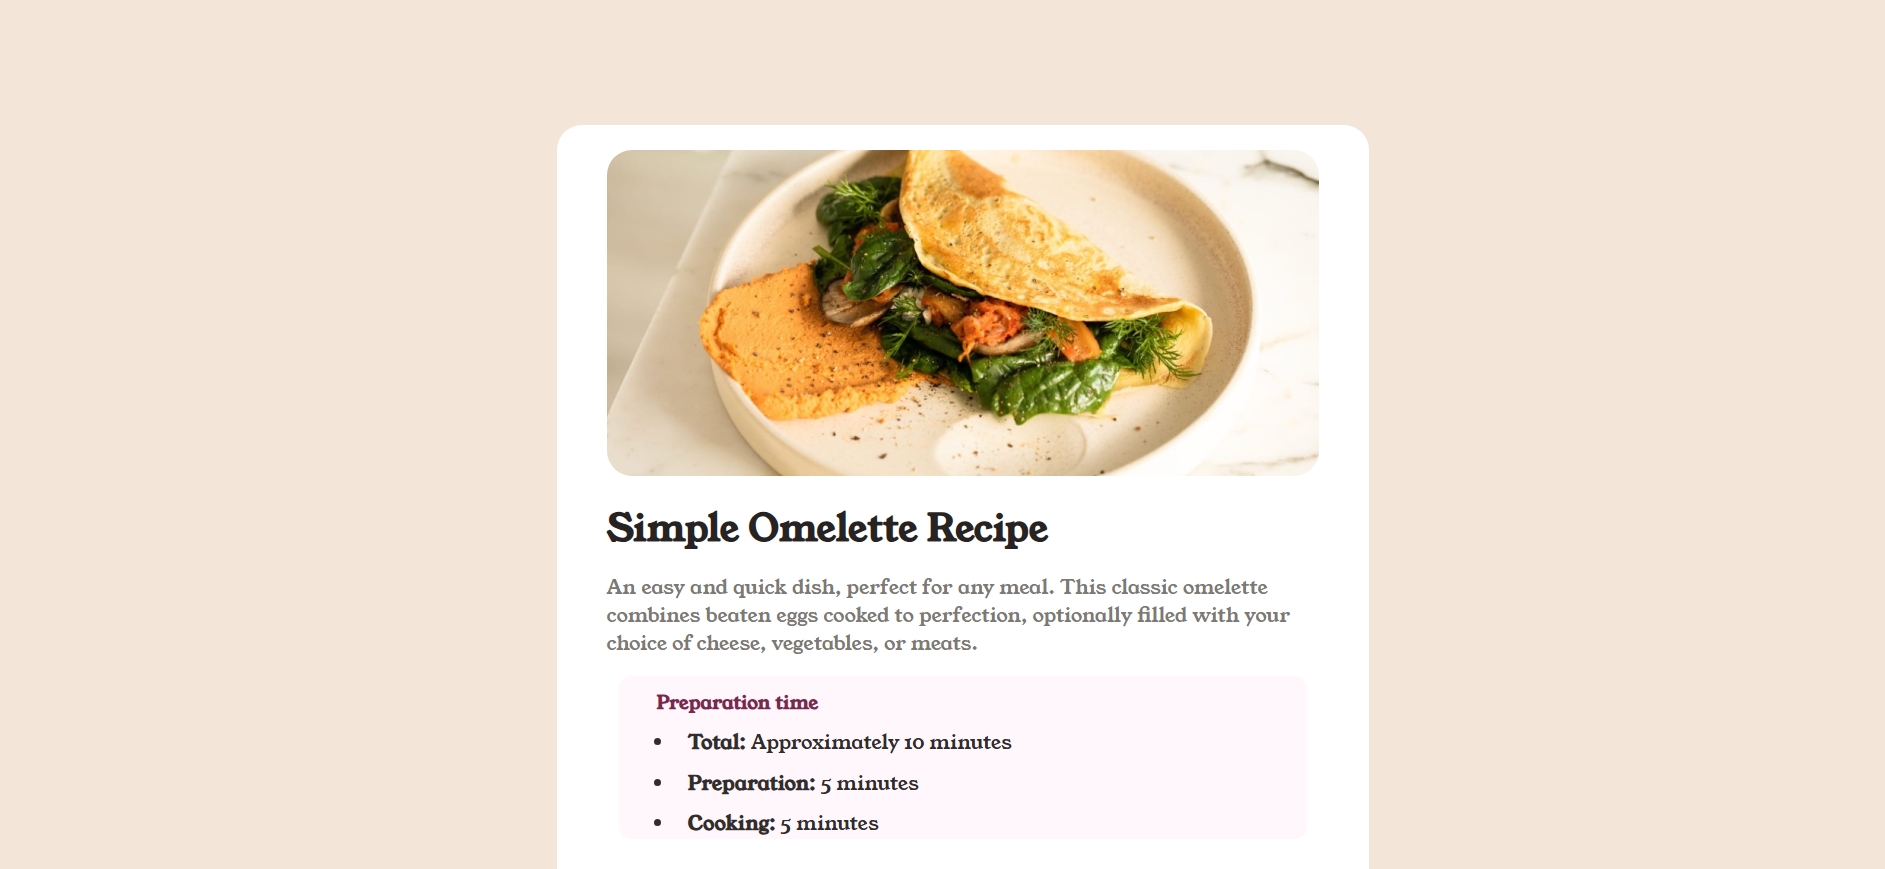 Simple Omelette Recipe
An easy and quick dish, perfect for any meal. This classic omelette
combines beaten eggs cooked to perfection, optionally filled with your
choice of cheese, vegetables, or meats.
Preparation time
• Total: Approximately 10 minutes
• Preparation: 5 minutes
• Cooking: 5 minutes